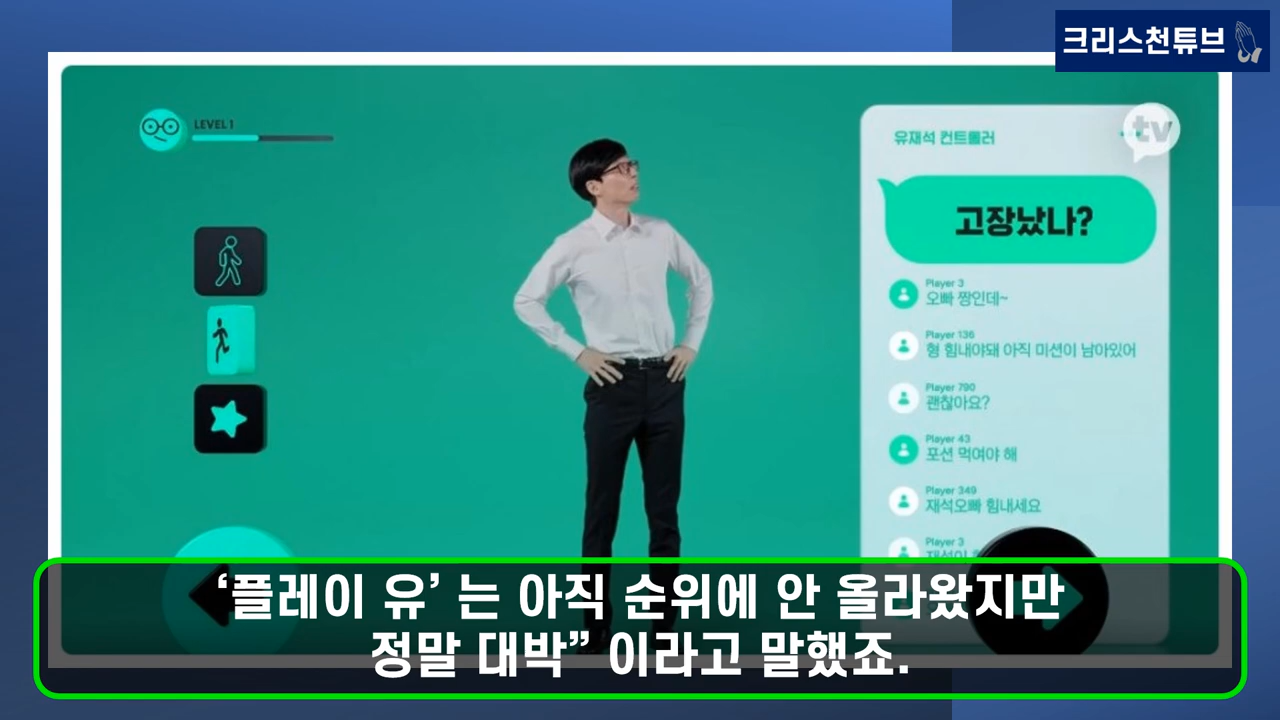 크리스천튜브
LEVEL 1
tv
유재석 컨트롤러
고장났나?
Player 3
오빠 짱인데~
Player 136
형 힘내야돼 아직 미션이 남아있어
Player 790
괜찮아요?
Player 43
포션 먹여야 해
Player 349
재석오빠 힘내세요
Player 3
‘플레이 유’ 는 아직 순위에 안 올라왔지만
정말 대박” 이라고 말했죠.